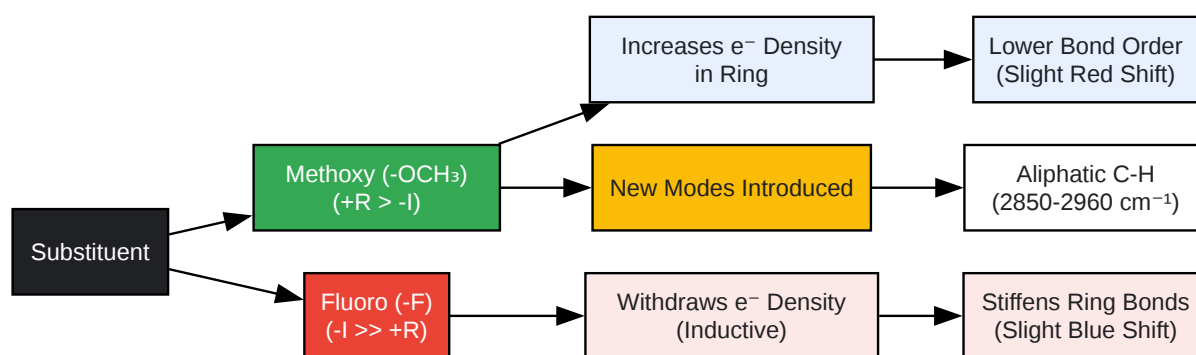 Substituent
Methoxy (-OCH₃)
(+R > -I)
Increases e⁻ Density
in Ring
Lower Bond Order
(Slight Red Shift)
New Modes Introduced
Aliphatic C-H
(2850-2960 cm⁻¹)
Fluoro (-F)
(-I >> +R)
Withdraws e⁻ Density
(Inductive)
Stiffens Ring Bonds
(Slight Blue Shift)